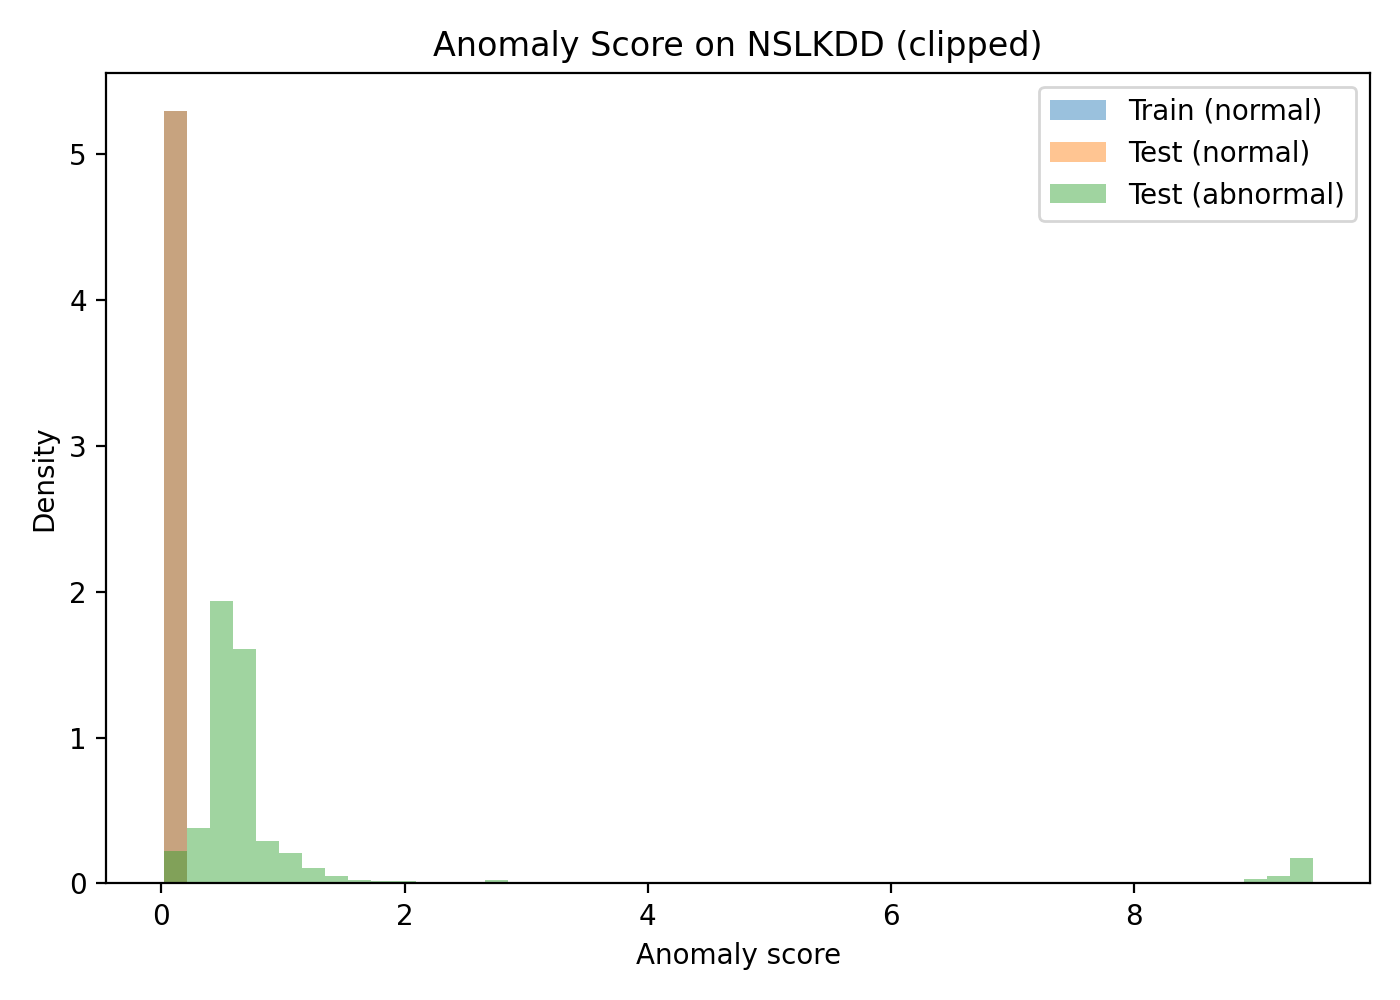 Anomaly Score on NSLKDD (clipped)
Train (normal)
Test (normal)
Test (abnormal)
5
4
3
2
1
0
Density
0 2 4 6 8
Anomaly score